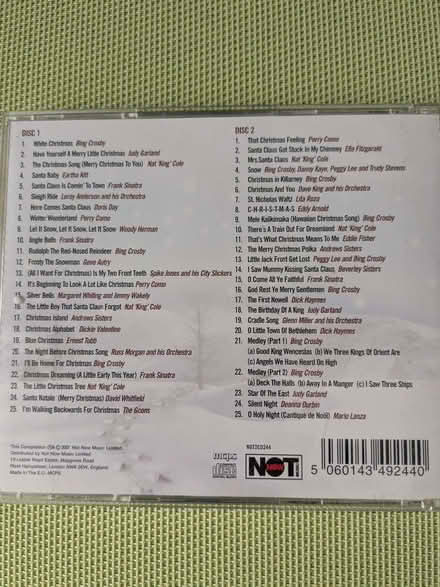 DISC 1
1. White Christmas Bing Crosby
2. Have Yourself A Merry Little Christmas Judy Garland
3. The Christmas Song (Merry Christmas To You) Nat 'King' Cole
4. Santa Baby Eartha Kitt
5. Santa Claus Is Comin' To Town Frank Sinatra
6. Sleigh Ride Leroy Anderson and his Orchestra
7. Here Comes Santa Claus Doris Day
8. Winter Wonderland Perry Como
9. Let It Snow, Let It Snow, Let It Snow Woody Herman
10. Jingle Bells Frank Sinatra
11. Rudolph The Red-Nosed Reindeer Bing Crosby
12. Frosty The Snowman Gene Autry
13. (All I Want For Christmas) Is My Two Front Teeth Spike Jones and his City Slickers
14. It's Beginning To Look A Lot Like Christmas Perry Como
15. Silver Bells Margaret Whiting and Jimmy Wakely
16. The Little Boy That Santa Claus Forgot Nat 'King' Cole
17. Christmas Island Andrews Sisters
18. Christmas Alphabet Dickie Valentine
19. Blue Christmas Ernest Tubb
20. The Night Before Christmas Song Russ Morgan and his Orchestra
21. I'll Be Home For Christmas Bing Crosby
22. Christmas Dreaming (A Little Early This Year) Frank Sinatra
23. The Little Christmas Tree Nat 'King' Cole
24. Santo Natale (Merry Christmas) David Whitfield
25. I'm Walking Backwards For Christmas The Goons
DISC 2
1. That Christmas Feeling Perry Como
2. Santa Claus Got Stuck In My Chimney Ella Fitzgerald
3. Mrs.Santa Claus Nat 'King' Cole
4. Snow Bing Crosby, Danny Kaye, Peggy Lee and Trudy Stevens
5. Christmas in Killarney Bing Crosby
6. Christmas And You Dave King and his Orchestra
7. St. Nicholas Waltz Lita Roza
8. C-H-R-I-S-T-M-A-S Eddy Arnold
9. Mele Kalikimaka (Hawaiian Christmas Song) Bing Crosby
10. There's A Train Out For Dreamland Nat 'King' Cole
11. That's What Christmas Means To Me Eddie Fisher
12. The Merry Christmas Polka Andrews Sisters
13. Little Jack Frost Get Lost Peggy Lee and Bing Crosby
14. I Saw Mummy Kissing Santa Claus Beverley Sisters
15. O Come All Ye Faithful Frank Sinatra
16. God Rest Ye Merry Gentlemen Bing Crosby
17. The First Nowell Dick Haymes
18. The Birthday Of A King Judy Garland
19. Cradle Song Glenn Miller and his Orchestra
20. O Little Town Of Bethlehem Dick Haymes
21. Medley (Part 1) Bing Crosby
(a) Good King Wenceslas (b) We Three Kings Of Orient Are
(c) Angels We Have Heard On High
22. Medley (Part 2) Bing Crosby
(a) Deck The Halls (b) Away In A Manger (c) I Saw Three Ships
23. Star Of The East Judy Garland
24. Silent Night Deanna Durbin
25. O Holy Night (Cantique de Noël) Mario Lanza
Distributed by Not Now Music Limited
Made in The E.U. MCPS
mcps
COMPACT
disc
DIGITAL AUDIO
NOT
NOW
MUSIC
NOT2CD244
5 060143 492440